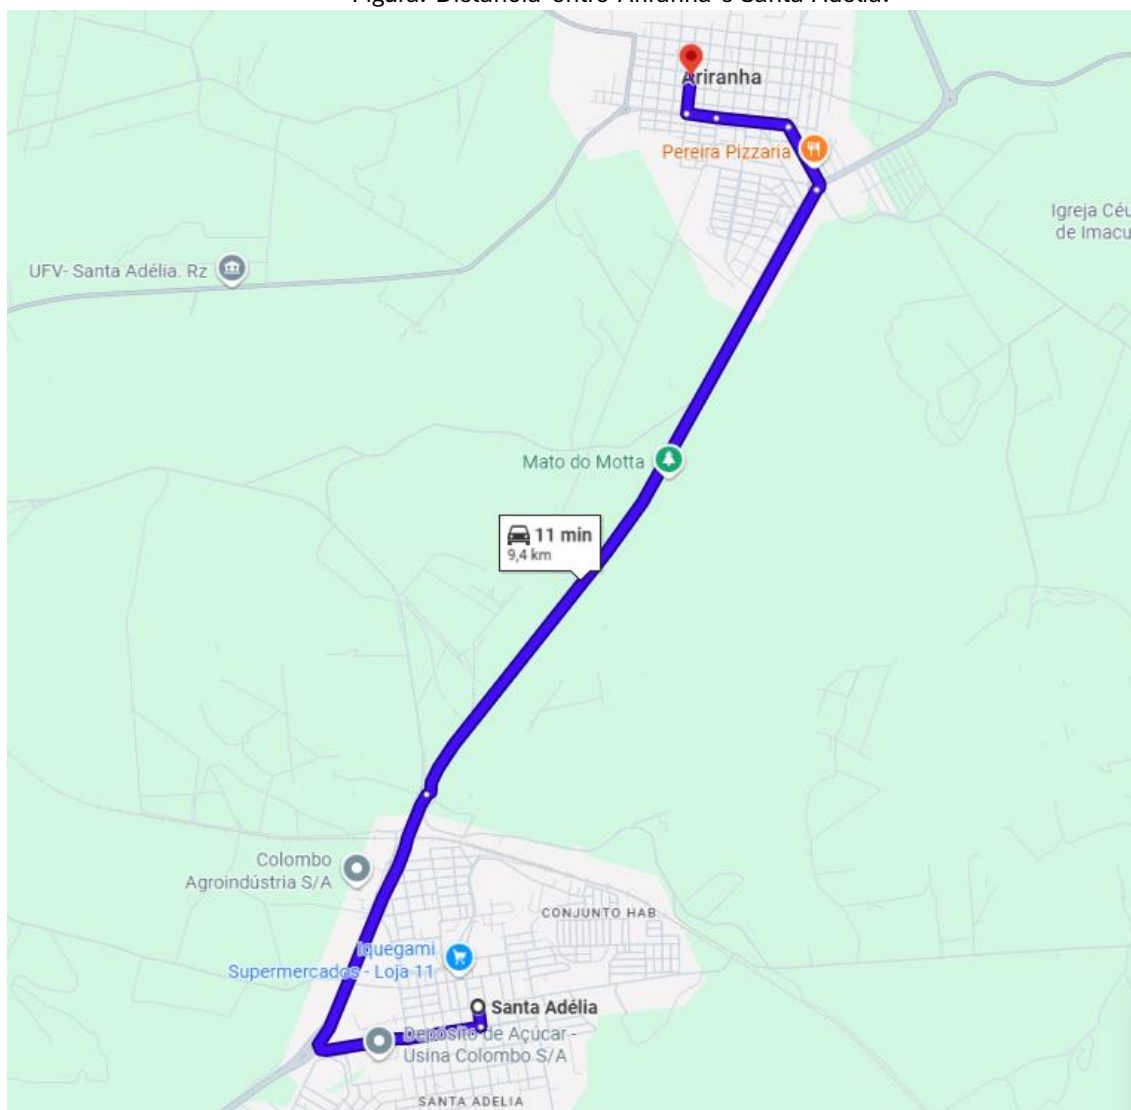 Figura: Distância entre Ariranha e Santa Adélia.
Ariranha
Pereira Pizzaria
Igreja Céu
de Imacu
UFV- Santa Adélia. Rz
Mato do Motta
11 min
9,4 km
Colombo
Agroindústria S/A
CONJUNTO HAB.
Iquegami
Supermercados - Loja 11
Santa Adélia
Depósito de Açúcar -
Usina Colombo S/A
SANTA ADELIA